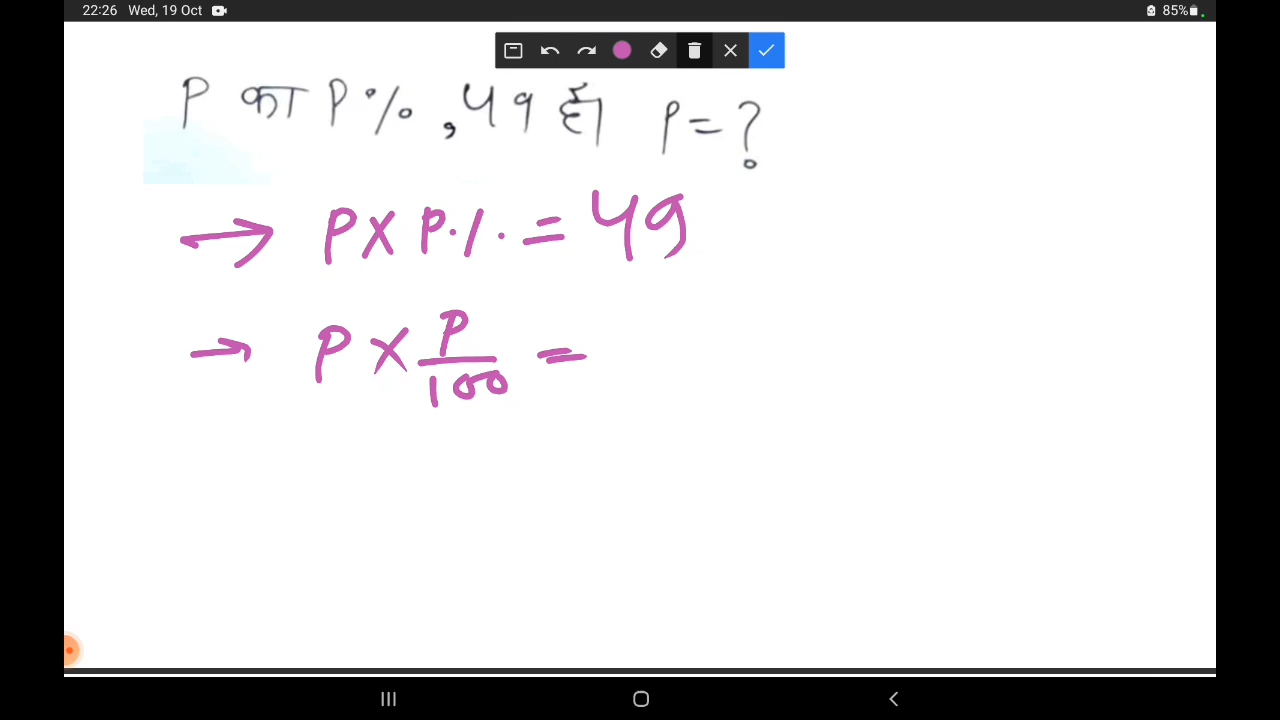 22:26 Wed, 19 Oct 85%
P का P%, 49 है। P = ?
→ P × P% = 49
→ P × P/100 =